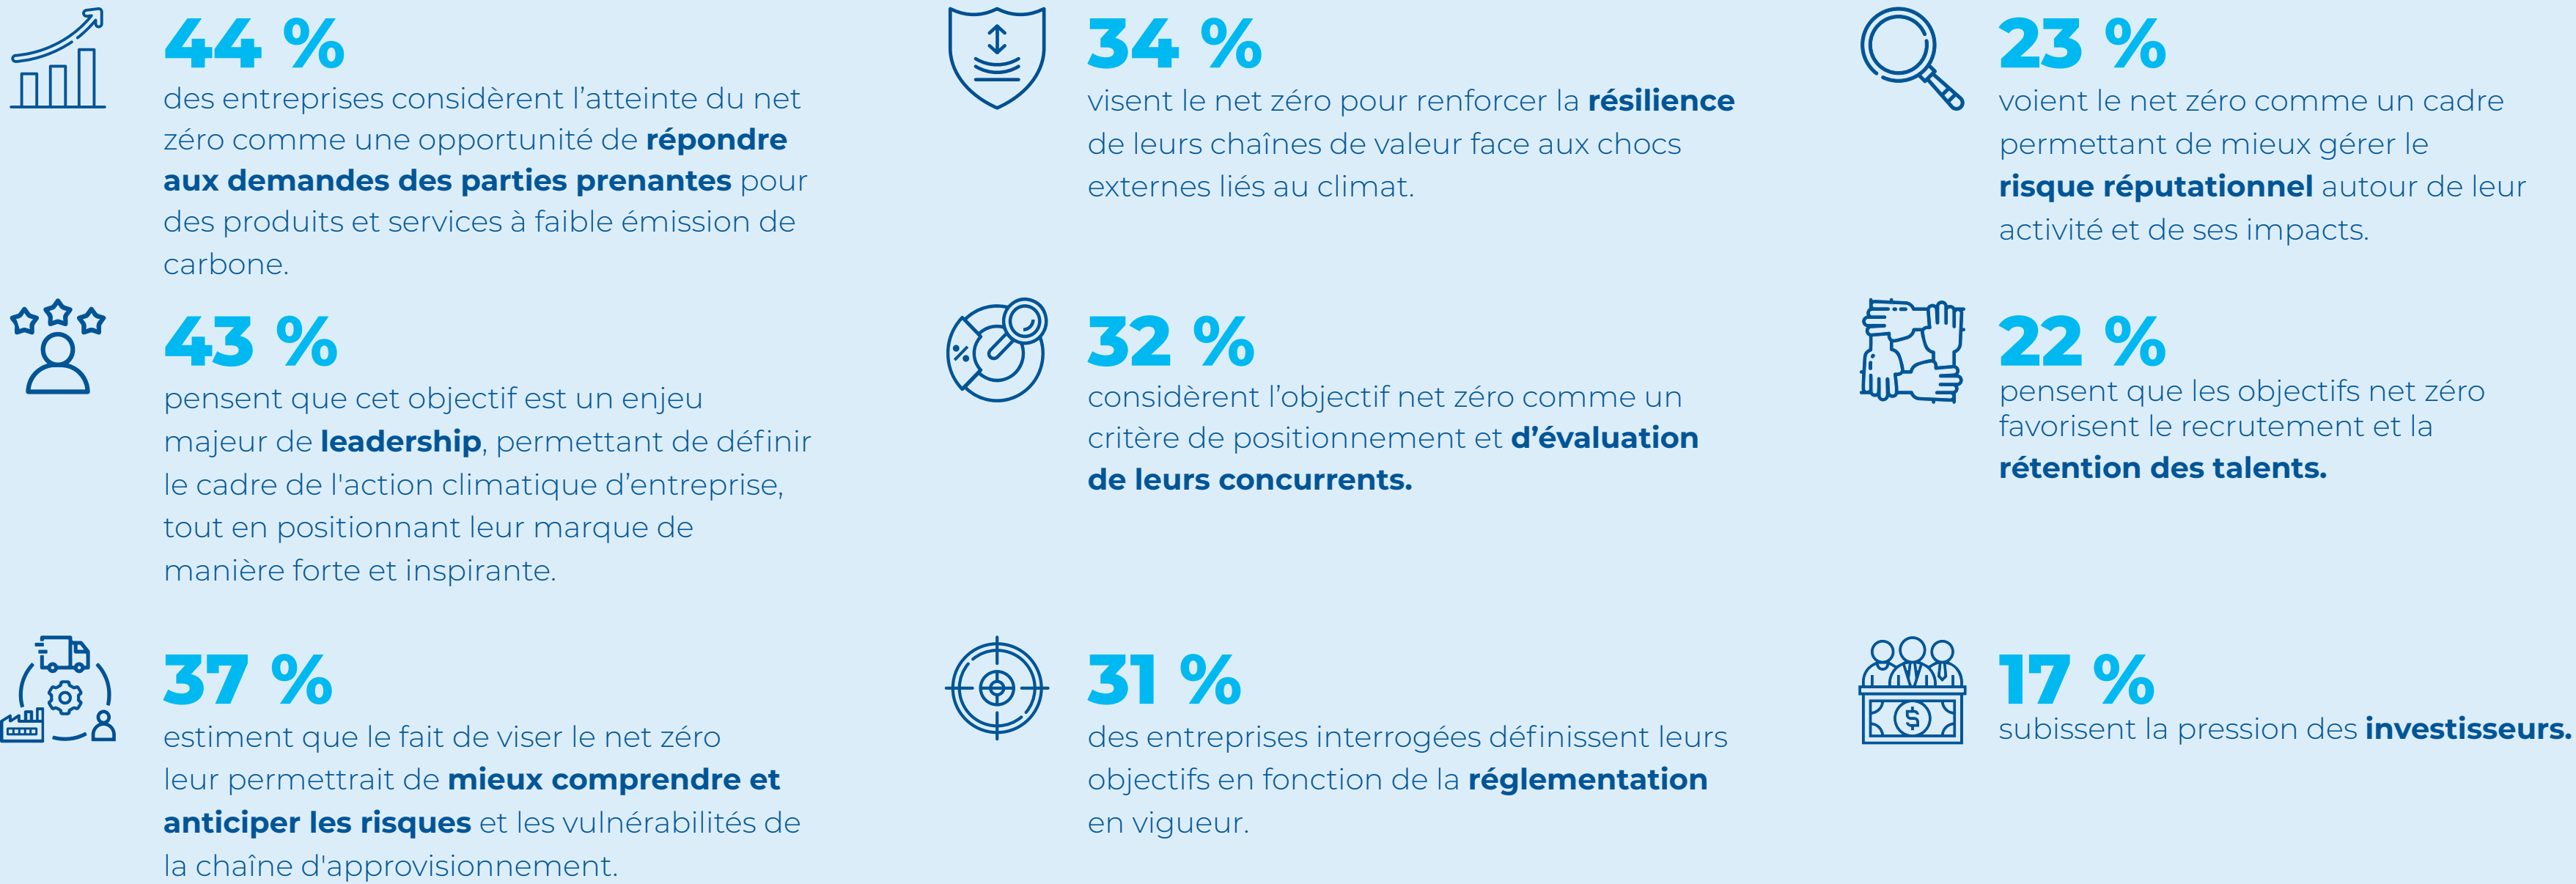 44 %
des entreprises considèrent l’atteinte du net
zéro comme une opportunité de répondre
aux demandes des parties prenantes pour
des produits et services à faible émission de
carbone.
43 %
pensent que cet objectif est un enjeu
majeur de leadership, permettant de définir
le cadre de l'action climatique d’entreprise,
tout en positionnant leur marque de
manière forte et inspirante.
37 %
estiment que le fait de viser le net zéro
leur permettrait de mieux comprendre et
anticiper les risques et les vulnérabilités de
la chaîne d'approvisionnement.
34 %
visent le net zéro pour renforcer la résilience
de leurs chaînes de valeur face aux chocs
externes liés au climat.
%
32 %
considèrent l’objectif net zéro comme un
critère de positionnement et d’évaluation
de leurs concurrents.
31 %
des entreprises interrogées définissent leurs
objectifs en fonction de la réglementation
en vigueur.
23 %
voient le net zéro comme un cadre
permettant de mieux gérer le
risque réputationnel autour de leur
activité et de ses impacts.
22 %
pensent que les objectifs net zéro
favorisent le recrutement et la
rétention des talents.
$
17 %
subissent la pression des investisseurs.